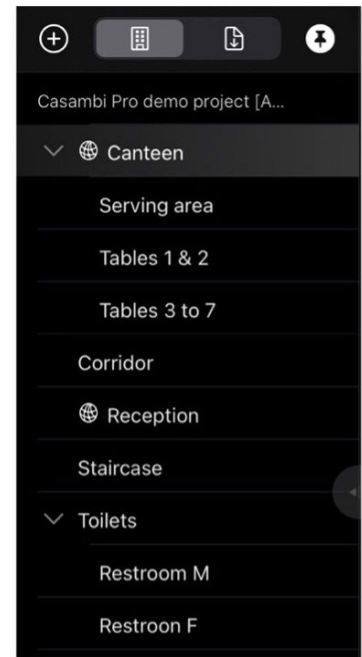 Casambi Pro demo project [A...
Canteen
Serving area
Tables 1 & 2
Tables 3 to 7
Corridor
Reception
Staircase
Toilets
Restroom M
Restroon F